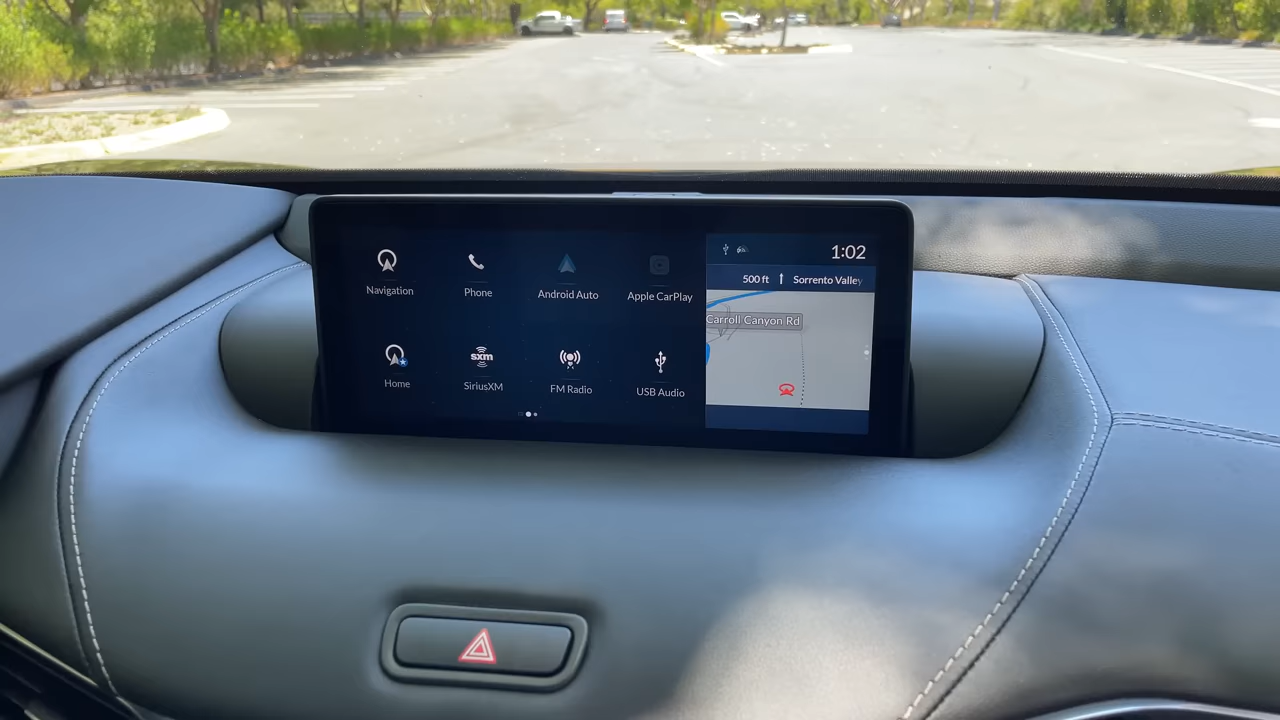 1:02
500 ft Sorrento Valley
Navigation
Phone
Android Auto
Apple CarPlay
Carroll Canyon Rd
sxm
Home
SiriusXM
FM Radio
USB Audio